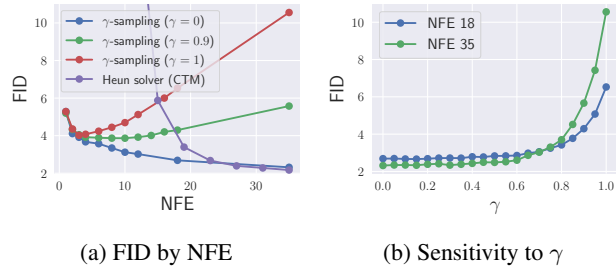 γ-sampling (γ = 0)
γ-sampling (γ = 0.9)
γ-sampling (γ = 1)
Heun solver (CTM)
FID
10
8
6
4
2
0
10
20
30
NFE
(a) FID by NFE
NFE 18
NFE 35
FID
10
8
6
4
2
0.0
0.2
0.4
0.6
0.8
1.0
γ
(b) Sensitivity to γ